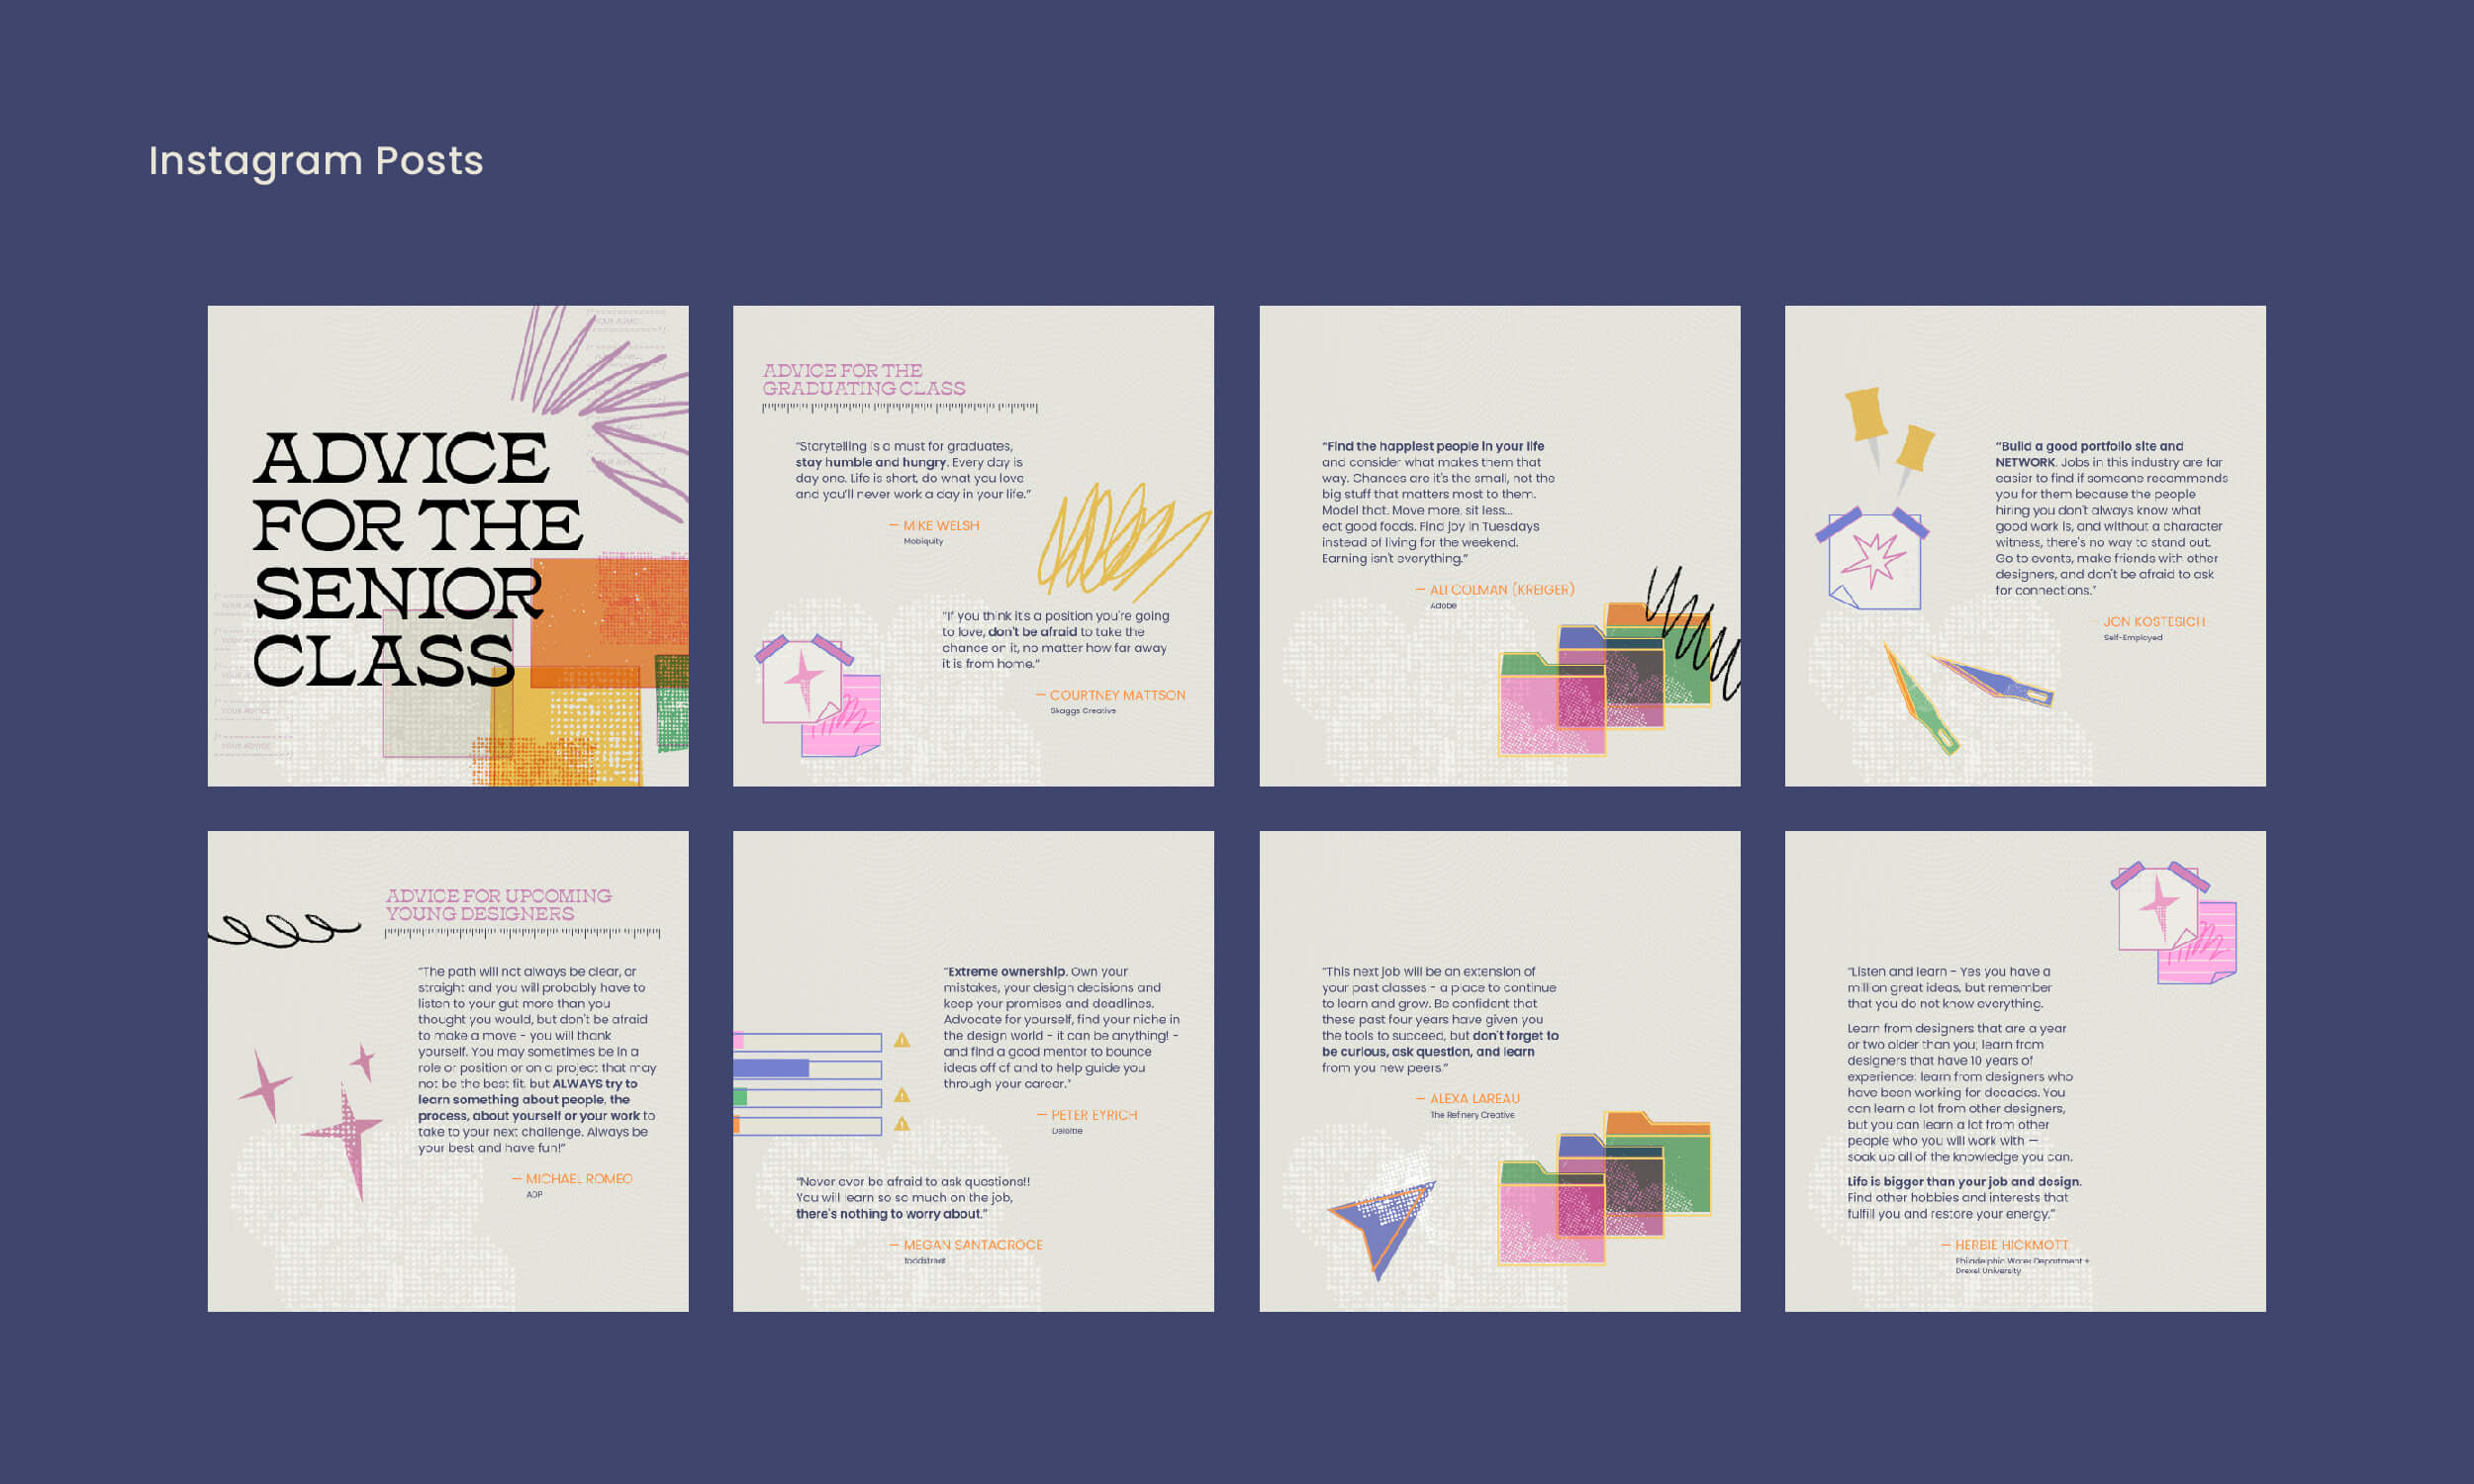 Instagram Posts
ADVICE
FOR THE
SENIOR
CLASS
YOUR ADVICE
YOUR ADVICE
ADVICE FOR THE
GRADUATING CLASS
“Storytelling is a must for graduates,
stay humble and hungry. Every day is
day one. Life is short, do what you love
and you’ll never work a day in your life.”
— MIKE WELSH
Mobiquity
“If you think it’s a position you’re going
to love, don’t be afraid to take the
chance on it, no matter how far away
it is from home.”
— COURTNEY MATTSON
Skaggs Creative
“Find the happiest people in your life
and consider what makes them that
way. Chances are it’s the small, not the
big stuff that matters most to them.
Model that. Move more, sit less...
eat good foods. Find joy in Tuesdays
instead of living for the weekend.
Earning isn’t everything.”
— ALI COLMAN (KREIGER)
Adobe
“Build a good portfolio site and
NETWORK. Jobs in this industry are far
easier to find if someone recommends
you for them because the people
hiring you don’t always know what
good work is, and without a character
witness, there’s no way to stand out.
Go to events, make friends with other
designers, and don’t be afraid to ask
for connections.”
JON KOSTESICH
Self-Employed
ADVICE FOR UPCOMING
YOUNG DESIGNERS
“The path will not always be clear, or
straight and you will probably have to
listen to your gut more than you
thought you would, but don’t be afraid
to make a move - you will thank
yourself. You may sometimes be in a
role or position or on a project that may
not be the best fit, but ALWAYS try to
learn something about people, the
process, about yourself or your work to
take to your next challenge. Always be
your best and have fun!”
— MICHAEL ROMEO
ADP
“Extreme ownership. Own your
mistakes, your design decisions and
keep your promises and deadlines.
Advocate for yourself, find your niche in
the design world - it can be anything! -
and find a good mentor to bounce
ideas off of and to help guide you
through your career.”
— PETER EYRICH
Deloitte
“Never ever be afraid to ask questions!!
You will learn so so much on the job,
there’s nothing to worry about.”
— MEGAN SANTACROCE
foodstreet
“This next job will be an extension of
your past classes - a place to continue
to learn and grow. Be confident that
these past four years have given you
the tools to succeed, but don’t forget to
be curious, ask question, and learn
from you new peers.”
— ALEXA LAREAU
The Refinery Creative
“Listen and learn - Yes you have a
million great ideas, but remember
that you do not know everything.
Learn from designers that are a year
or two older than you; learn from
designers that have 10 years of
experience; learn from designers who
have been working for decades. You
can learn a lot from other designers,
but you can learn a lot from other
people who you will work with —
soak up all of the knowledge you can.
Life is bigger than your job and design.
Find other hobbies and interests that
fulfill you and restore your energy.”
— HERBIE HICKMOTT
Philadelphia Water Department +
Drexel University